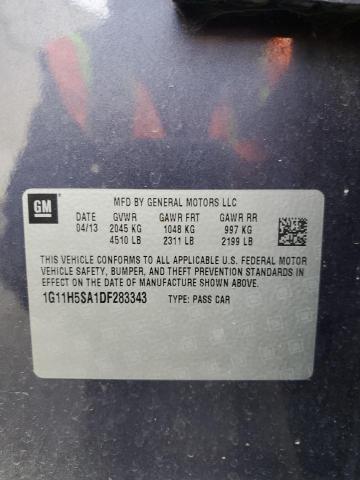 GM
MFD BY GENERAL MOTORS LLC
DATE GVWR GAWR FRT GAWR RR
04/13 2045 KG 1048 KG 997 KG
4510 LB 2311 LB 2199 LB
THIS VEHICLE CONFORMS TO ALL APPLICABLE U.S. FEDERAL MOTOR
VEHICLE SAFETY, BUMPER, AND THEFT PREVENTION STANDARDS IN
EFFECT ON THE DATE OF MANUFACTURE SHOWN ABOVE.
1G11H5SA1DF283343 TYPE: PASS CAR